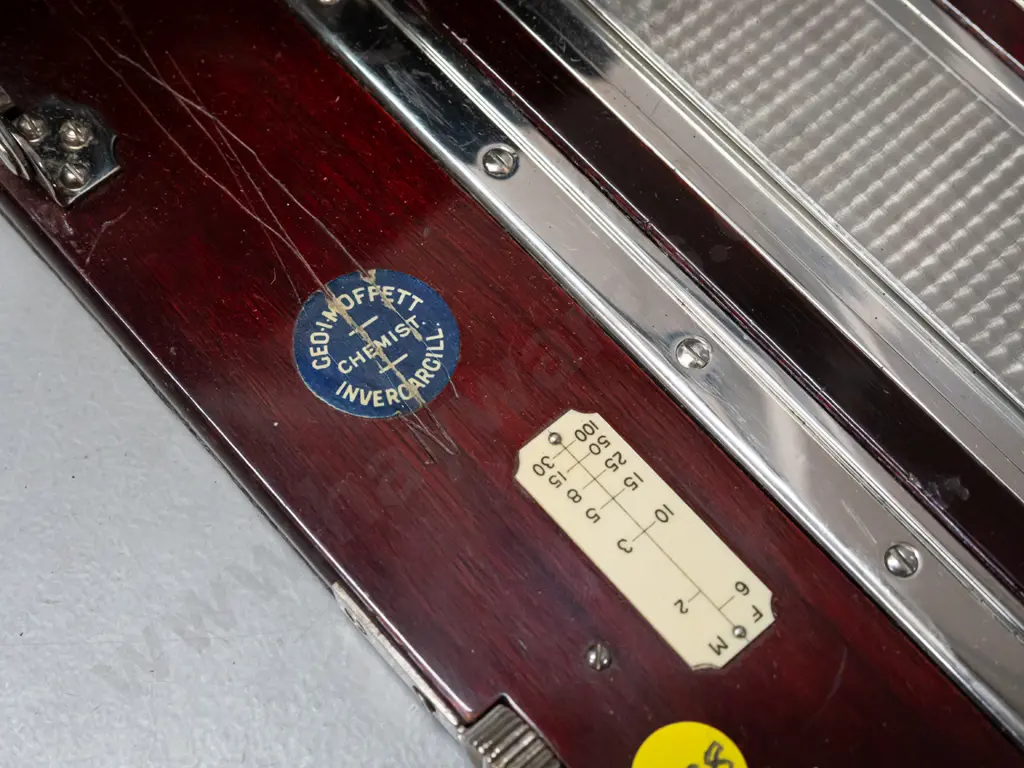 GEO·I·MOFFETT
CHEMIST.
INVERCARGILL.
F 6 10 15 25 50 100
M 2 3 5 8 15 30